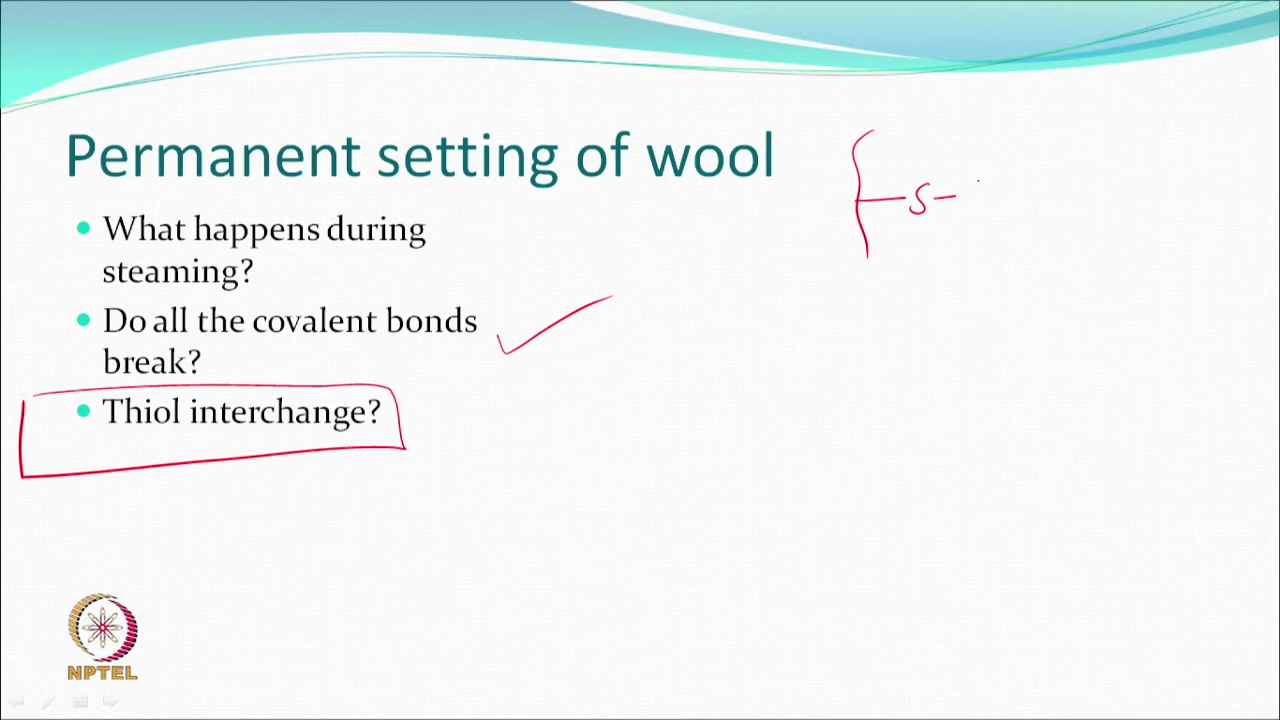 Permanent setting of wool
What happens during
steaming?
Do all the covalent bonds
break?
Thiol interchange?
S
NPTEL